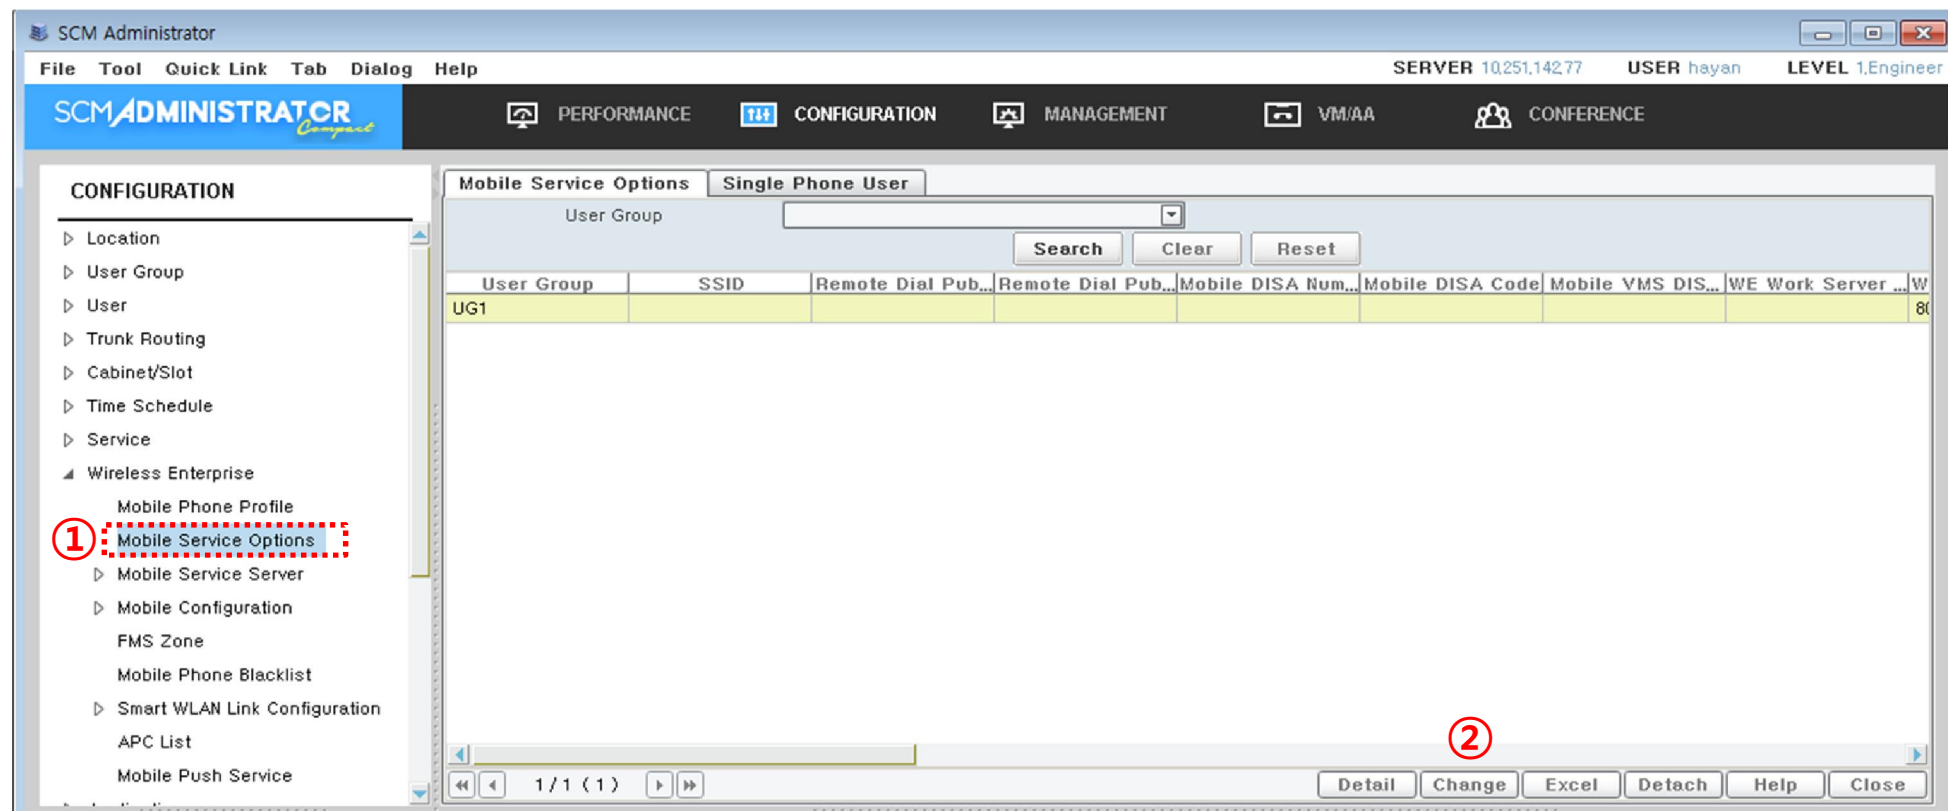 SCM Administrator
File Tool Quick Link Tab Dialog Help SERVER 10,251,142,77 USER hayan LEVEL 1,Engineer
SCM ADMINISTRATOR Compact PERFORMANCE CONFIGURATION MANAGEMENT VM/AA CONFERENCE
CONFIGURATION
Location
User Group
User
Trunk Routing
Cabinet/Slot
Time Schedule
Service
Wireless Enterprise
Mobile Phone Profile
① Mobile Service Options
Mobile Service Server
Mobile Configuration
FMS Zone
Mobile Phone Blacklist
Smart WLAN Link Configuration
APC List
Mobile Push Service
Mobile Service Options Single Phone User
User Group
Search Clear Reset
User Group SSID Remote Dial Pub... Remote Dial Pub... Mobile DISA Num... Mobile DISA Code Mobile VMS DIS... WE Work Server ... W
UG1 80
②
1/1 (1) Detail Change Excel Detach Help Close